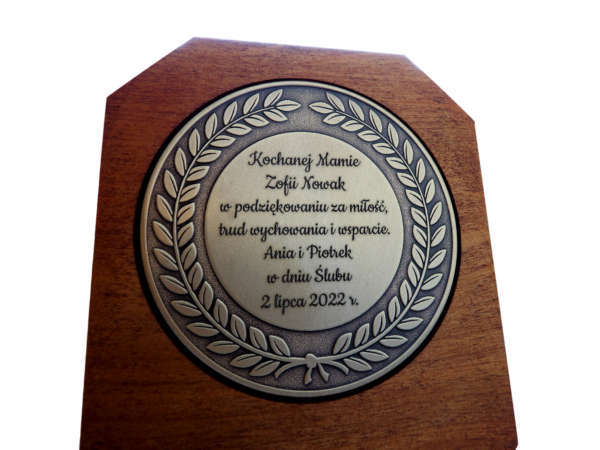 Kochanej Mamie
Zofii Nowak
w podziękowaniu za miłość,
trud wychowania i wsparcie.
Ania i Piotrek
w dniu Ślubu
2 lipca 2022 r.